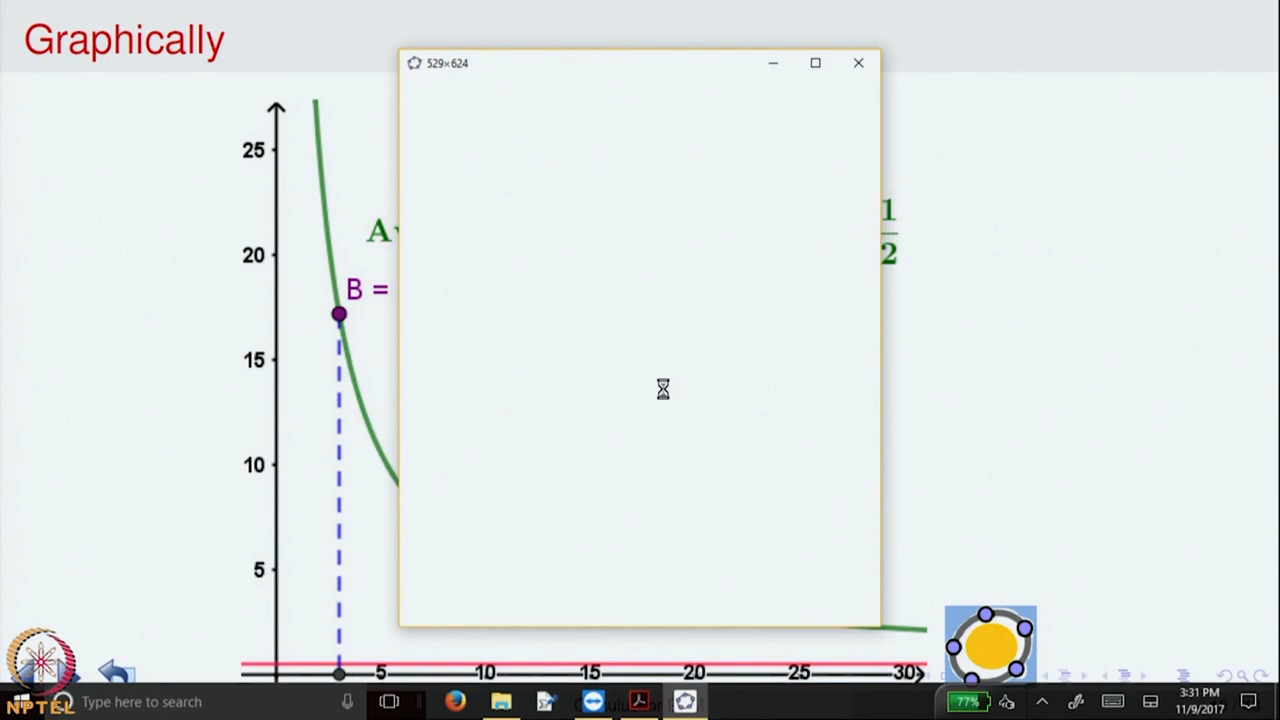 Graphically
529×624
25
A
1
2
20
B =
15
10
5
5 10 15 20 25 30
NPTEL
Type here to search
77%
3:31 PM
11/9/2017